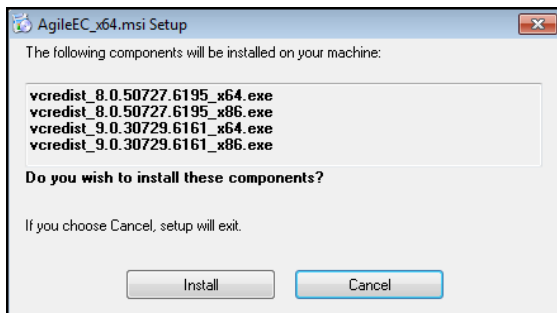 AgileEC_x64.msi Setup
The following components will be installed on your machine:
vcredist_8.0.50727.6195_x64.exe
vcredist_8.0.50727.6195_x86.exe
vcredist_9.0.30729.6161_x64.exe
vcredist_9.0.30729.6161_x86.exe
Do you wish to install these components?
If you choose Cancel, setup will exit.
Install Cancel